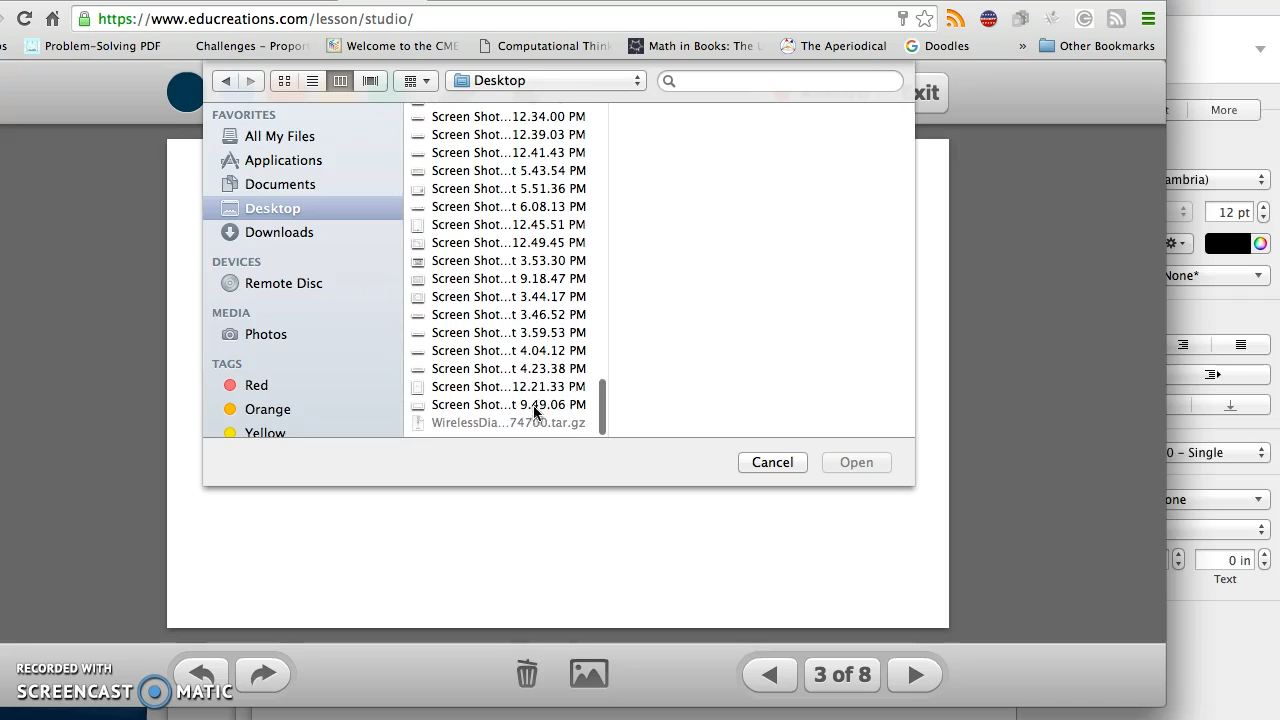 https://www.educreations.com/lesson/studio/
Problem-Solving PDF Challenges – Propor Welcome to the CME Computational Thin Math in Books: The U The Aperiodical Doodles » Other Bookmarks
Desktop
xit
FAVORITES
All My Files
Applications
Documents
Desktop
Downloads
DEVICES
Remote Disc
MEDIA
Photos
TAGS
Red
Orange
Yellow
Screen Shot...12.34.00 PM
Screen Shot...12.39.03 PM
Screen Shot...12.41.43 PM
Screen Shot...t 5.43.54 PM
Screen Shot...t 5.51.36 PM
Screen Shot...t 6.08.13 PM
Screen Shot...12.45.51 PM
Screen Shot...12.49.45 PM
Screen Shot...t 3.53.30 PM
Screen Shot...t 9.18.47 PM
Screen Shot...t 3.44.17 PM
Screen Shot...t 3.46.52 PM
Screen Shot...t 3.59.53 PM
Screen Shot...t 4.04.12 PM
Screen Shot...t 4.23.38 PM
Screen Shot...12.21.33 PM
Screen Shot...t 9.49.06 PM
WirelessDia...74700.tar.gz
Cancel Open
t More
ambria)
12 pt
None*
0 – Single
one
0 in
Text
3 of 8
RECORDED WITH
SCREENCAST MATIC